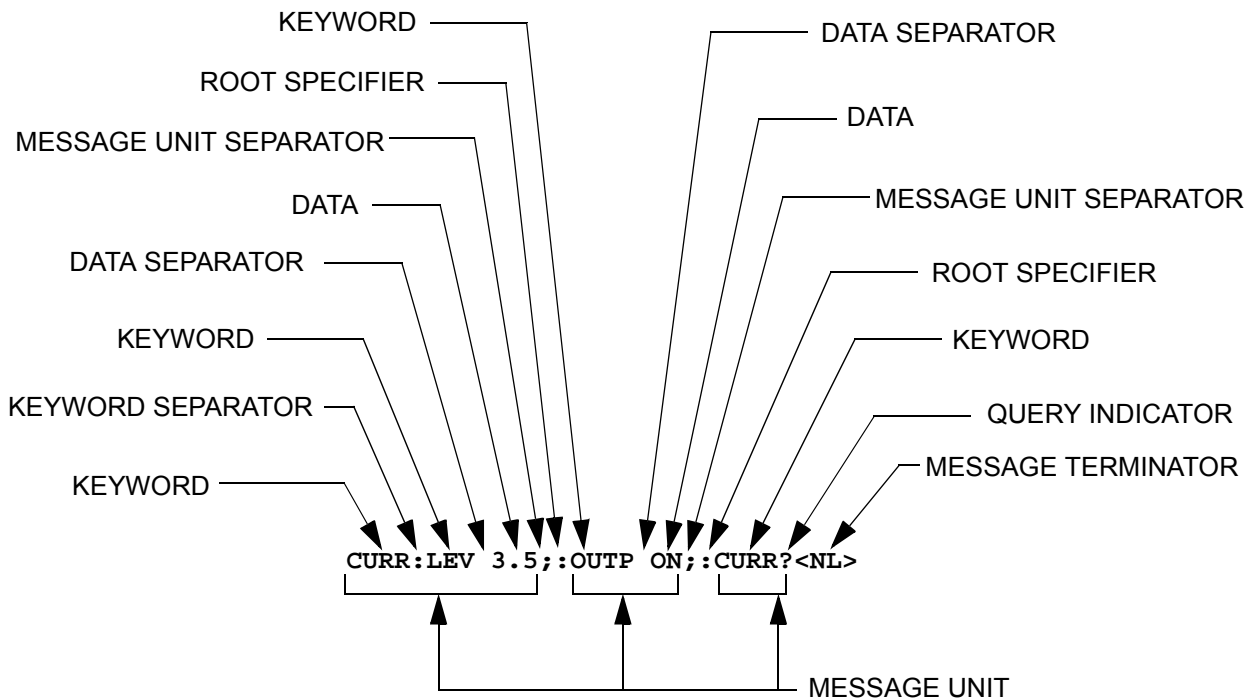 KEYWORD
DATA SEPARATOR
ROOT SPECIFIER
DATA
MESSAGE UNIT SEPARATOR
MESSAGE UNIT SEPARATOR
DATA
DATA SEPARATOR
ROOT SPECIFIER
KEYWORD
KEYWORD
KEYWORD SEPARATOR
QUERY INDICATOR
MESSAGE TERMINATOR
KEYWORD
CURR:LEV 3.5;:OUTP ON;:CURR?<NL>
MESSAGE UNIT